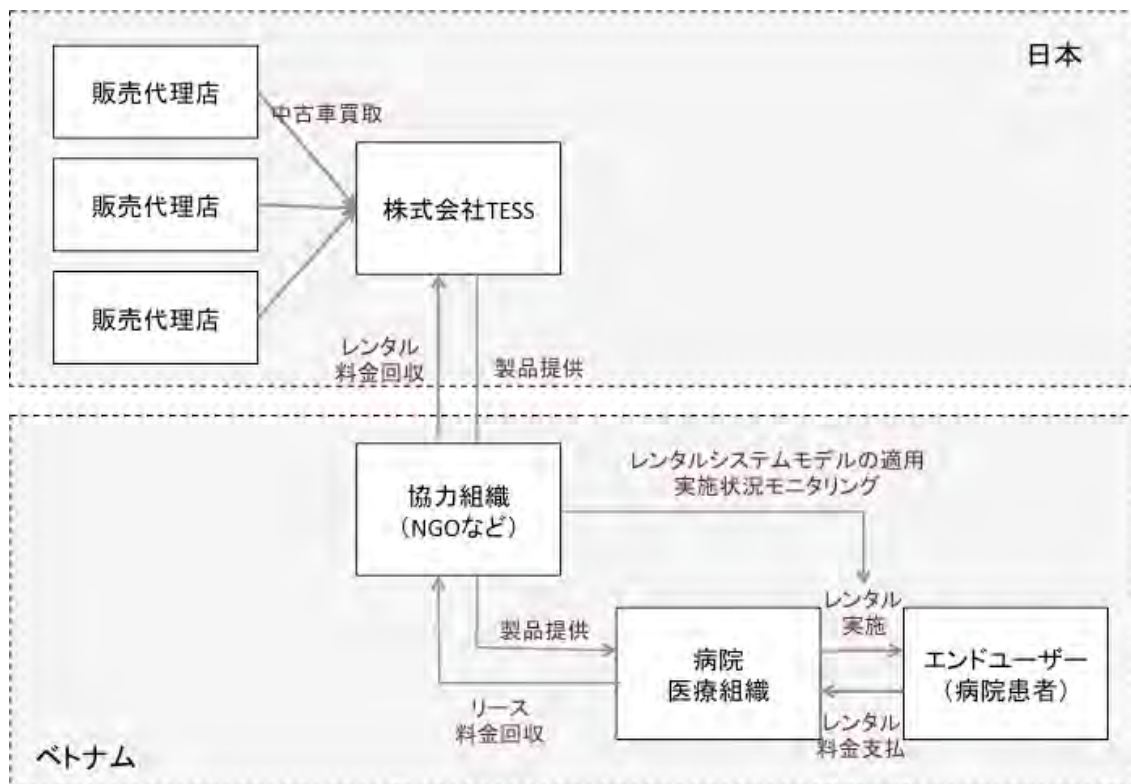 日本
販売代理店
中古車買取
販売代理店
株式会社TESS
販売代理店
レンタル
料金回収
製品提供
協力組織
（NGOなど）
レンタルシステムモデルの適用
実施状況モニタリング
製品提供
リース
料金回収
病院
医療組織
レンタル
実施
エンドユーザー
（病院患者）
レンタル
料金支払
ベトナム